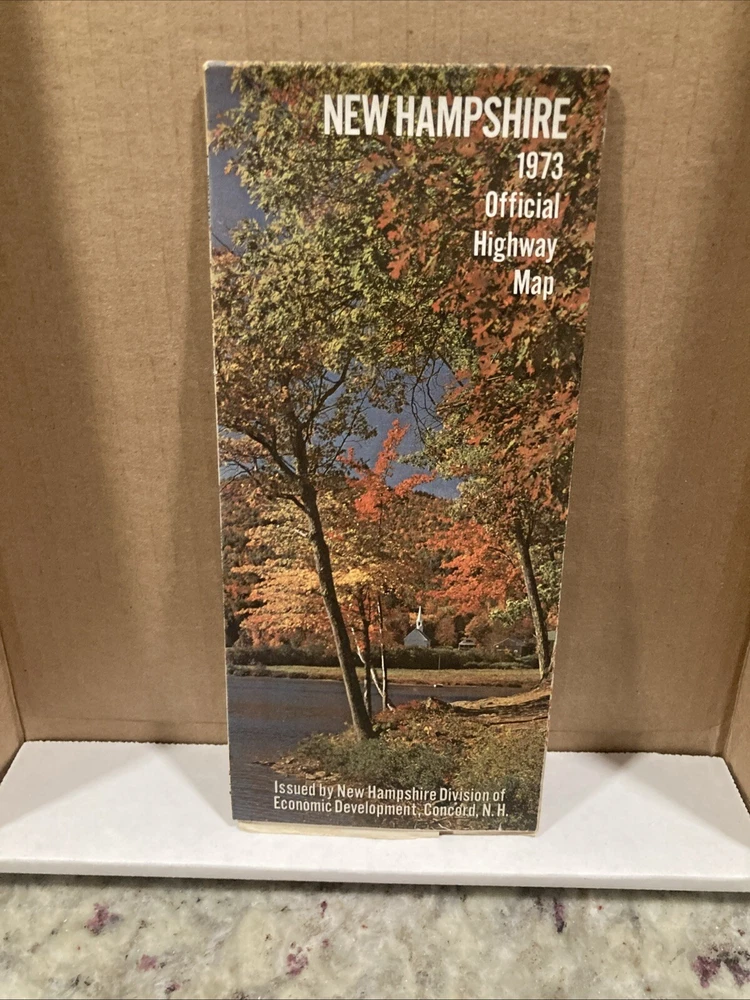 NEW HAMPSHIRE
1973
Official
Highway
Map
Issued by New Hampshire Division of
Economic Development, Concord, N.H.